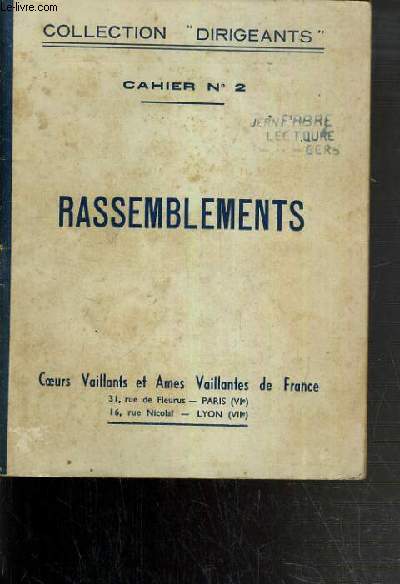 Le-livre.com
COLLECTION "DIRIGEANTS"
CAHIER N° 2
JEAN FABRE
LECTOURE
GERS
RASSEMBLEMENTS
Cœurs Vaillants et Ames Vaillantes de France
31, rue de Fleurus — PARIS (VIe)
16, rue Nicolaï — LYON (VIIe)